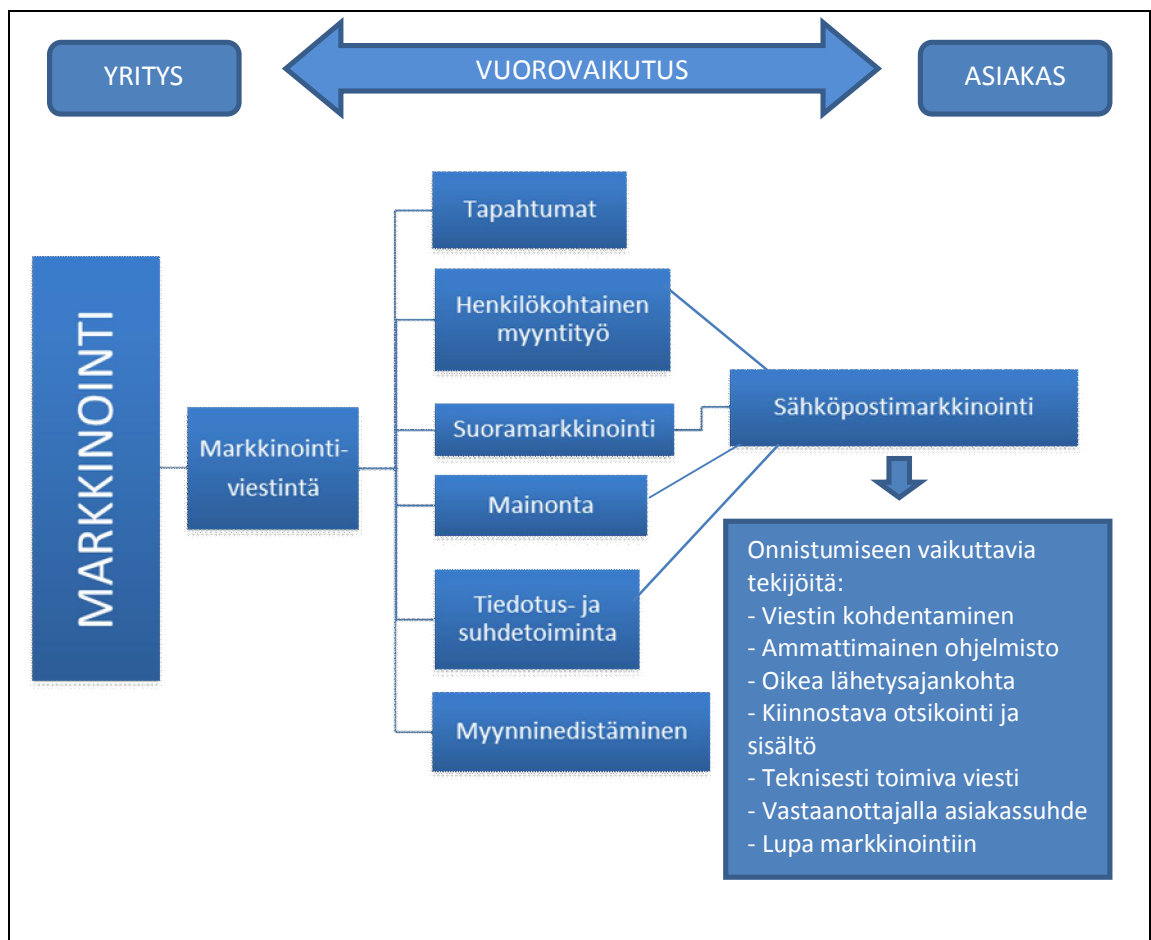 YRITYS
VUOROVAIKUTUS
ASIAKAS
MARKKINOINTI
Markkinointi-
viestintä
Tapahtumat
Henkilökohtainen
myyntityö
Suoramarkkinointi
Mainonta
Tiedotus- ja
suhdetoiminta
Myynninedistäminen
Sähköpostimarkkinointi
Onnistumiseen vaikuttavia
tekijöitä:
- Viestin kohdentaminen
- Ammattimainen ohjelmisto
- Oikea lähetysajankohta
- Kiinnostava otsikointi ja
sisältö
- Teknisesti toimiva viesti
- Vastaanottajalla asiakassuhde
- Lupa markkinointiin